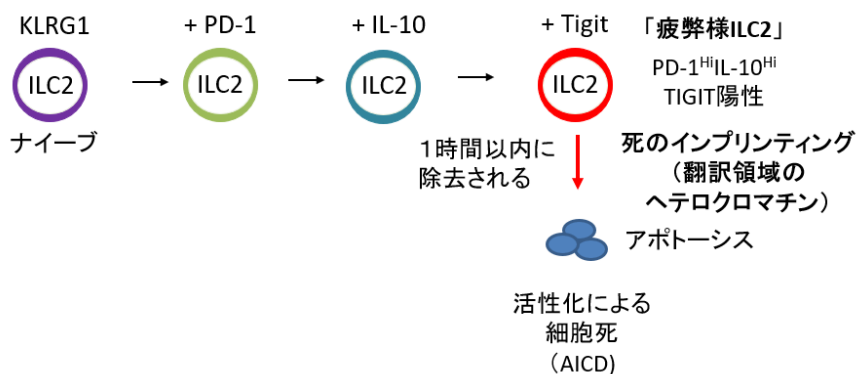 KLRG1
+ PD-1
+ IL-10
+ Tigit
「疲弊様ILC2」
ILC2
ILC2
ILC2
ILC2
PD-1ᴴⁱIL-10ᴴⁱ
TIGIT陽性
ナイーブ
1時間以内に
除去される
死のインプリンティング
(翻訳領域の
ヘテロクロマチン)
アポトーシス
活性化による
細胞死
(AICD)